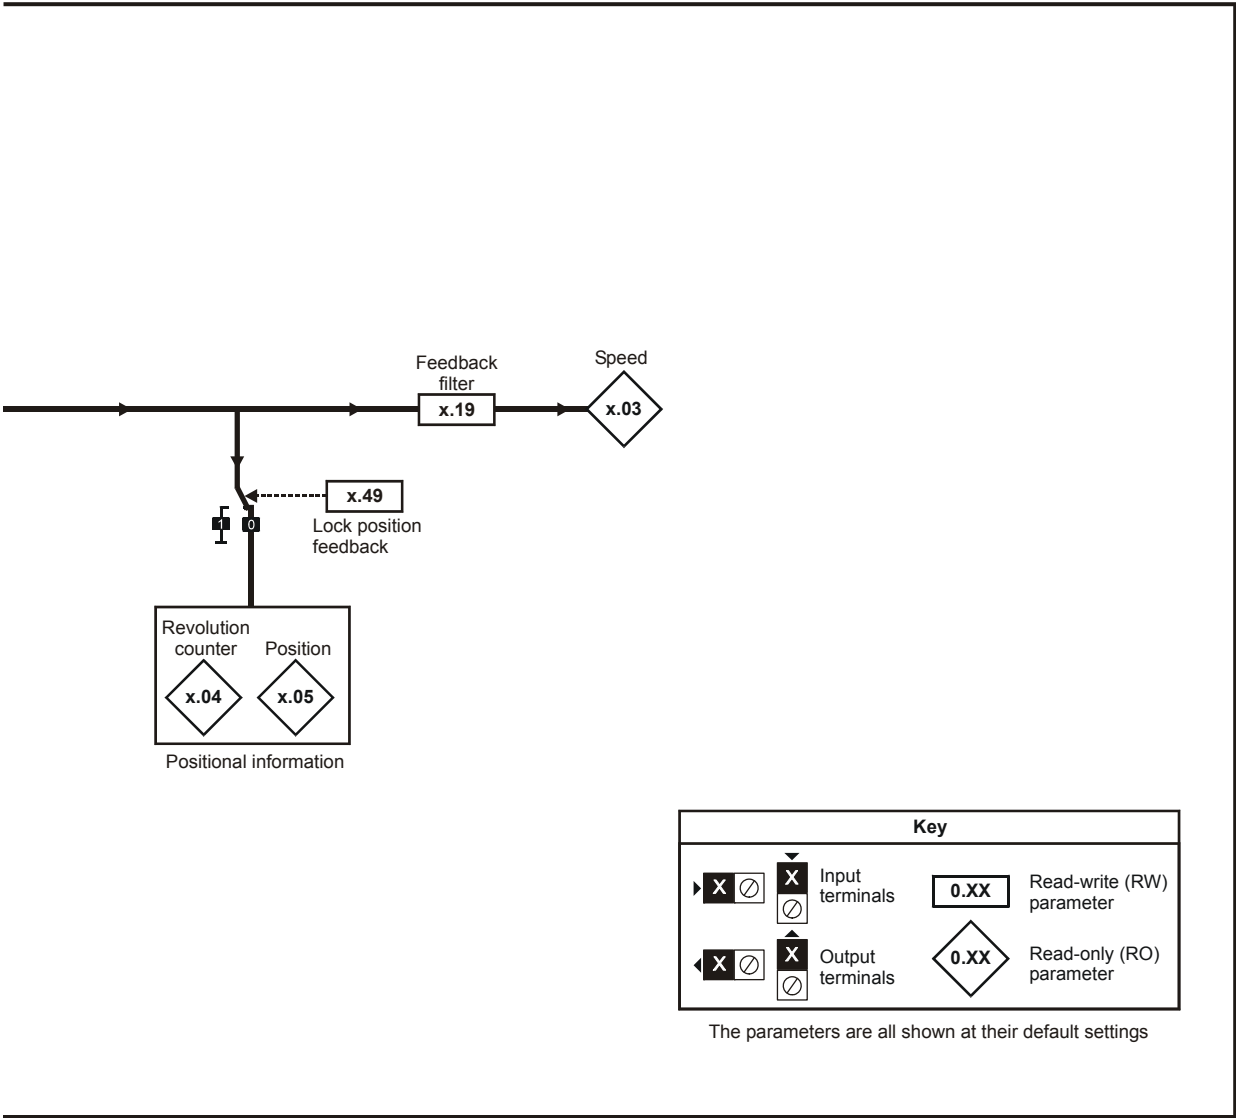 Feedback
filter
x.19
Speed
x.03
x.49
Lock position
feedback
1 0
Revolution
counter
Position
x.04
x.05
Positional information
Key
X
X
Input
terminals
0.XX
Read-write (RW)
parameter
X
X
Output
terminals
0.XX
Read-only (RO)
parameter
The parameters are all shown at their default settings